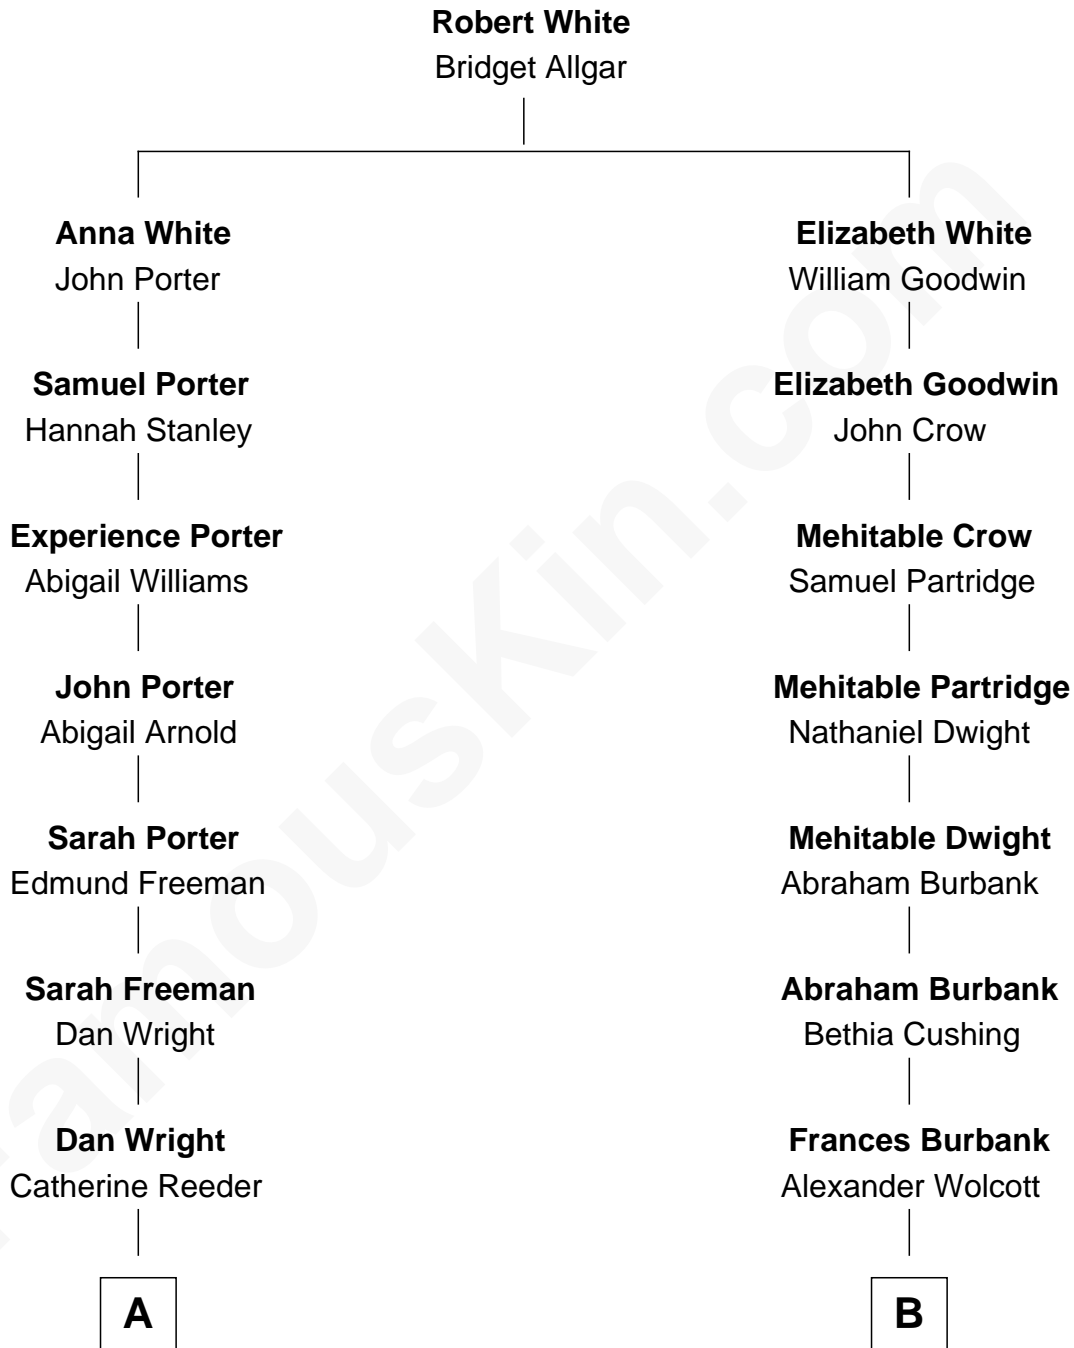 Robert White
Bridget Allgar
Anna White
John Porter
Elizabeth White
William Goodwin
Samuel Porter
Hannah Stanley
Elizabeth Goodwin
John Crow
Experience Porter
Abigail Williams
Mehitable Crow
Samuel Partridge
John Porter
Abigail Arnold
Mehitable Partridge
Nathaniel Dwight
Sarah Porter
Edmund Freeman
Mehitable Dwight
Abraham Burbank
Sarah Freeman
Dan Wright
Abraham Burbank
Bethia Cushing
Dan Wright
Catherine Reeder
Frances Burbank
Alexander Wolcott
A
B
FamousKin.com